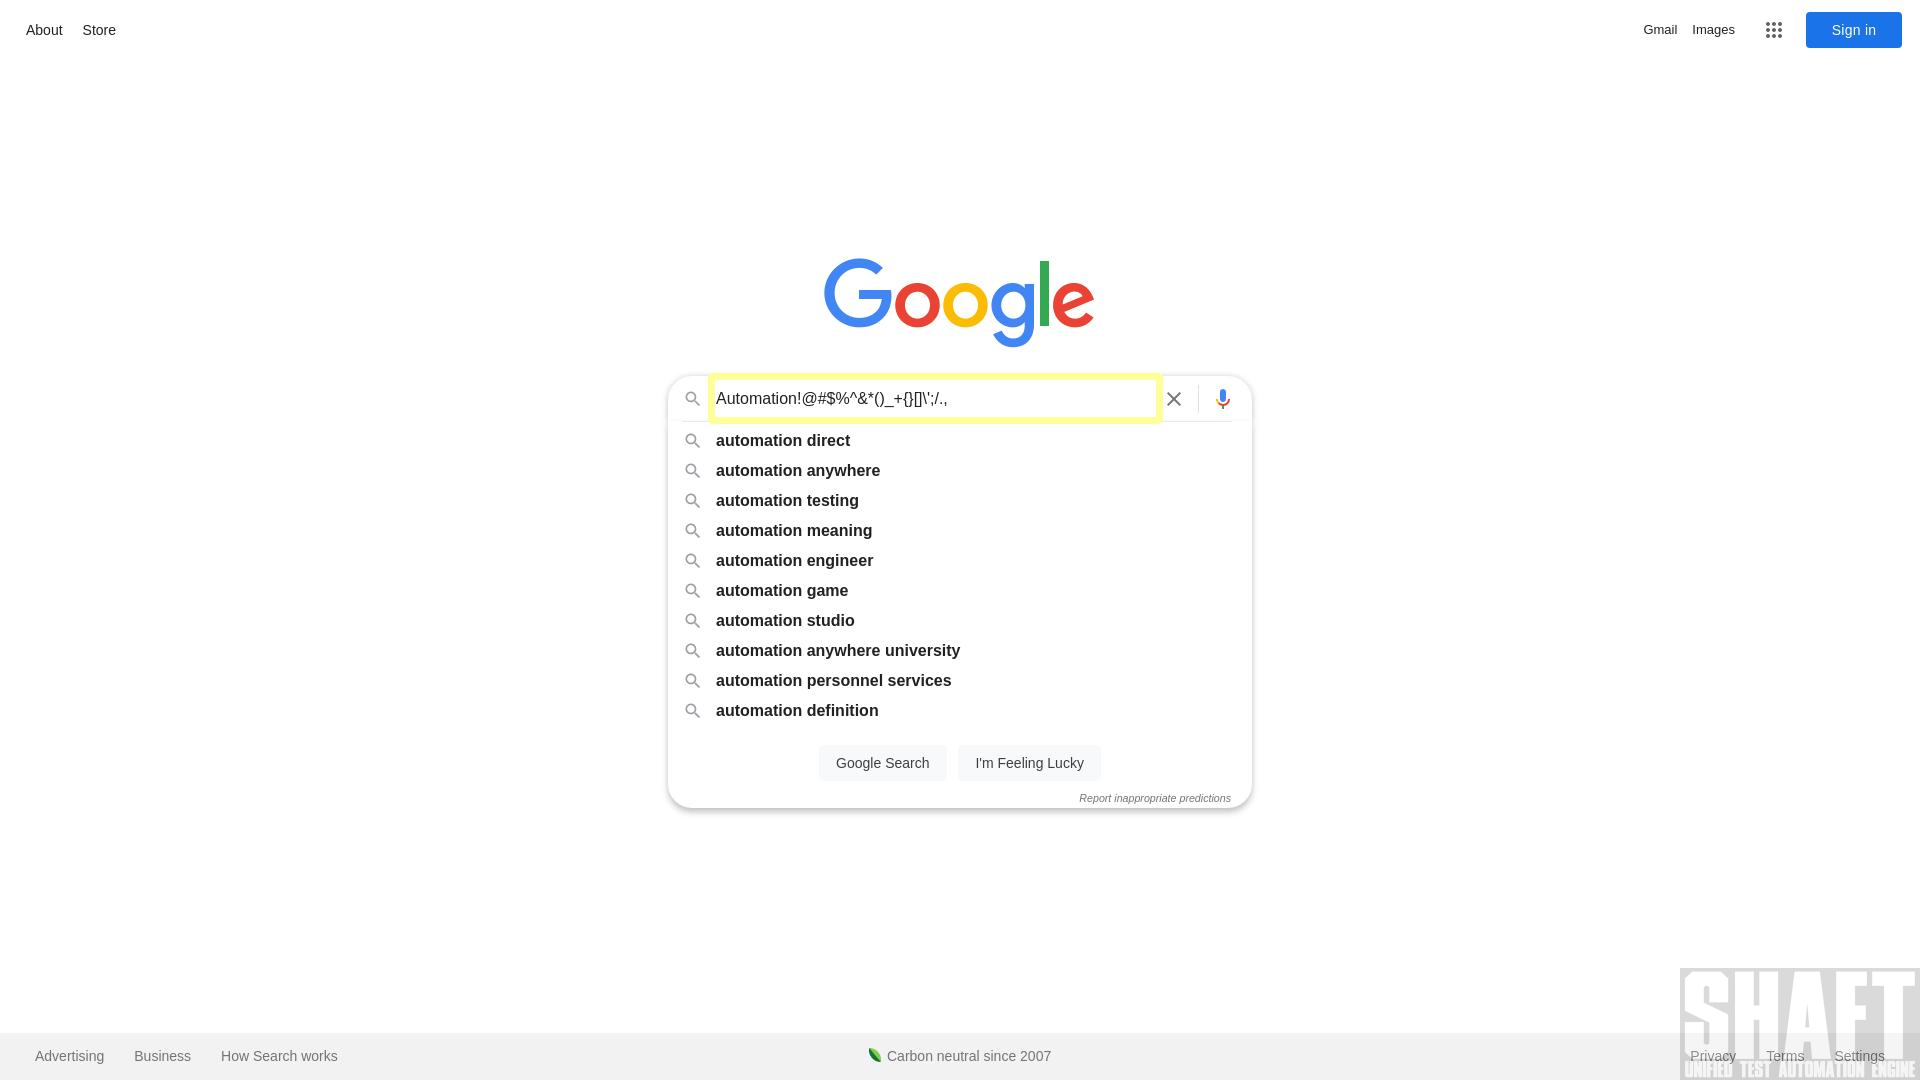 About Store Gmail Images Sign in
Google
Automation!@#$%^&*()_+{}[]\';/.,
automation direct
automation anywhere
automation testing
automation meaning
automation engineer
automation game
automation studio
automation anywhere university
automation personnel services
automation definition
Google Search I'm Feeling Lucky
Report inappropriate predictions
SHAFT
Advertising Business How Search works Carbon neutral since 2007 Privacy Terms Settings
UNIFIED TEST AUTOMATION ENGINE